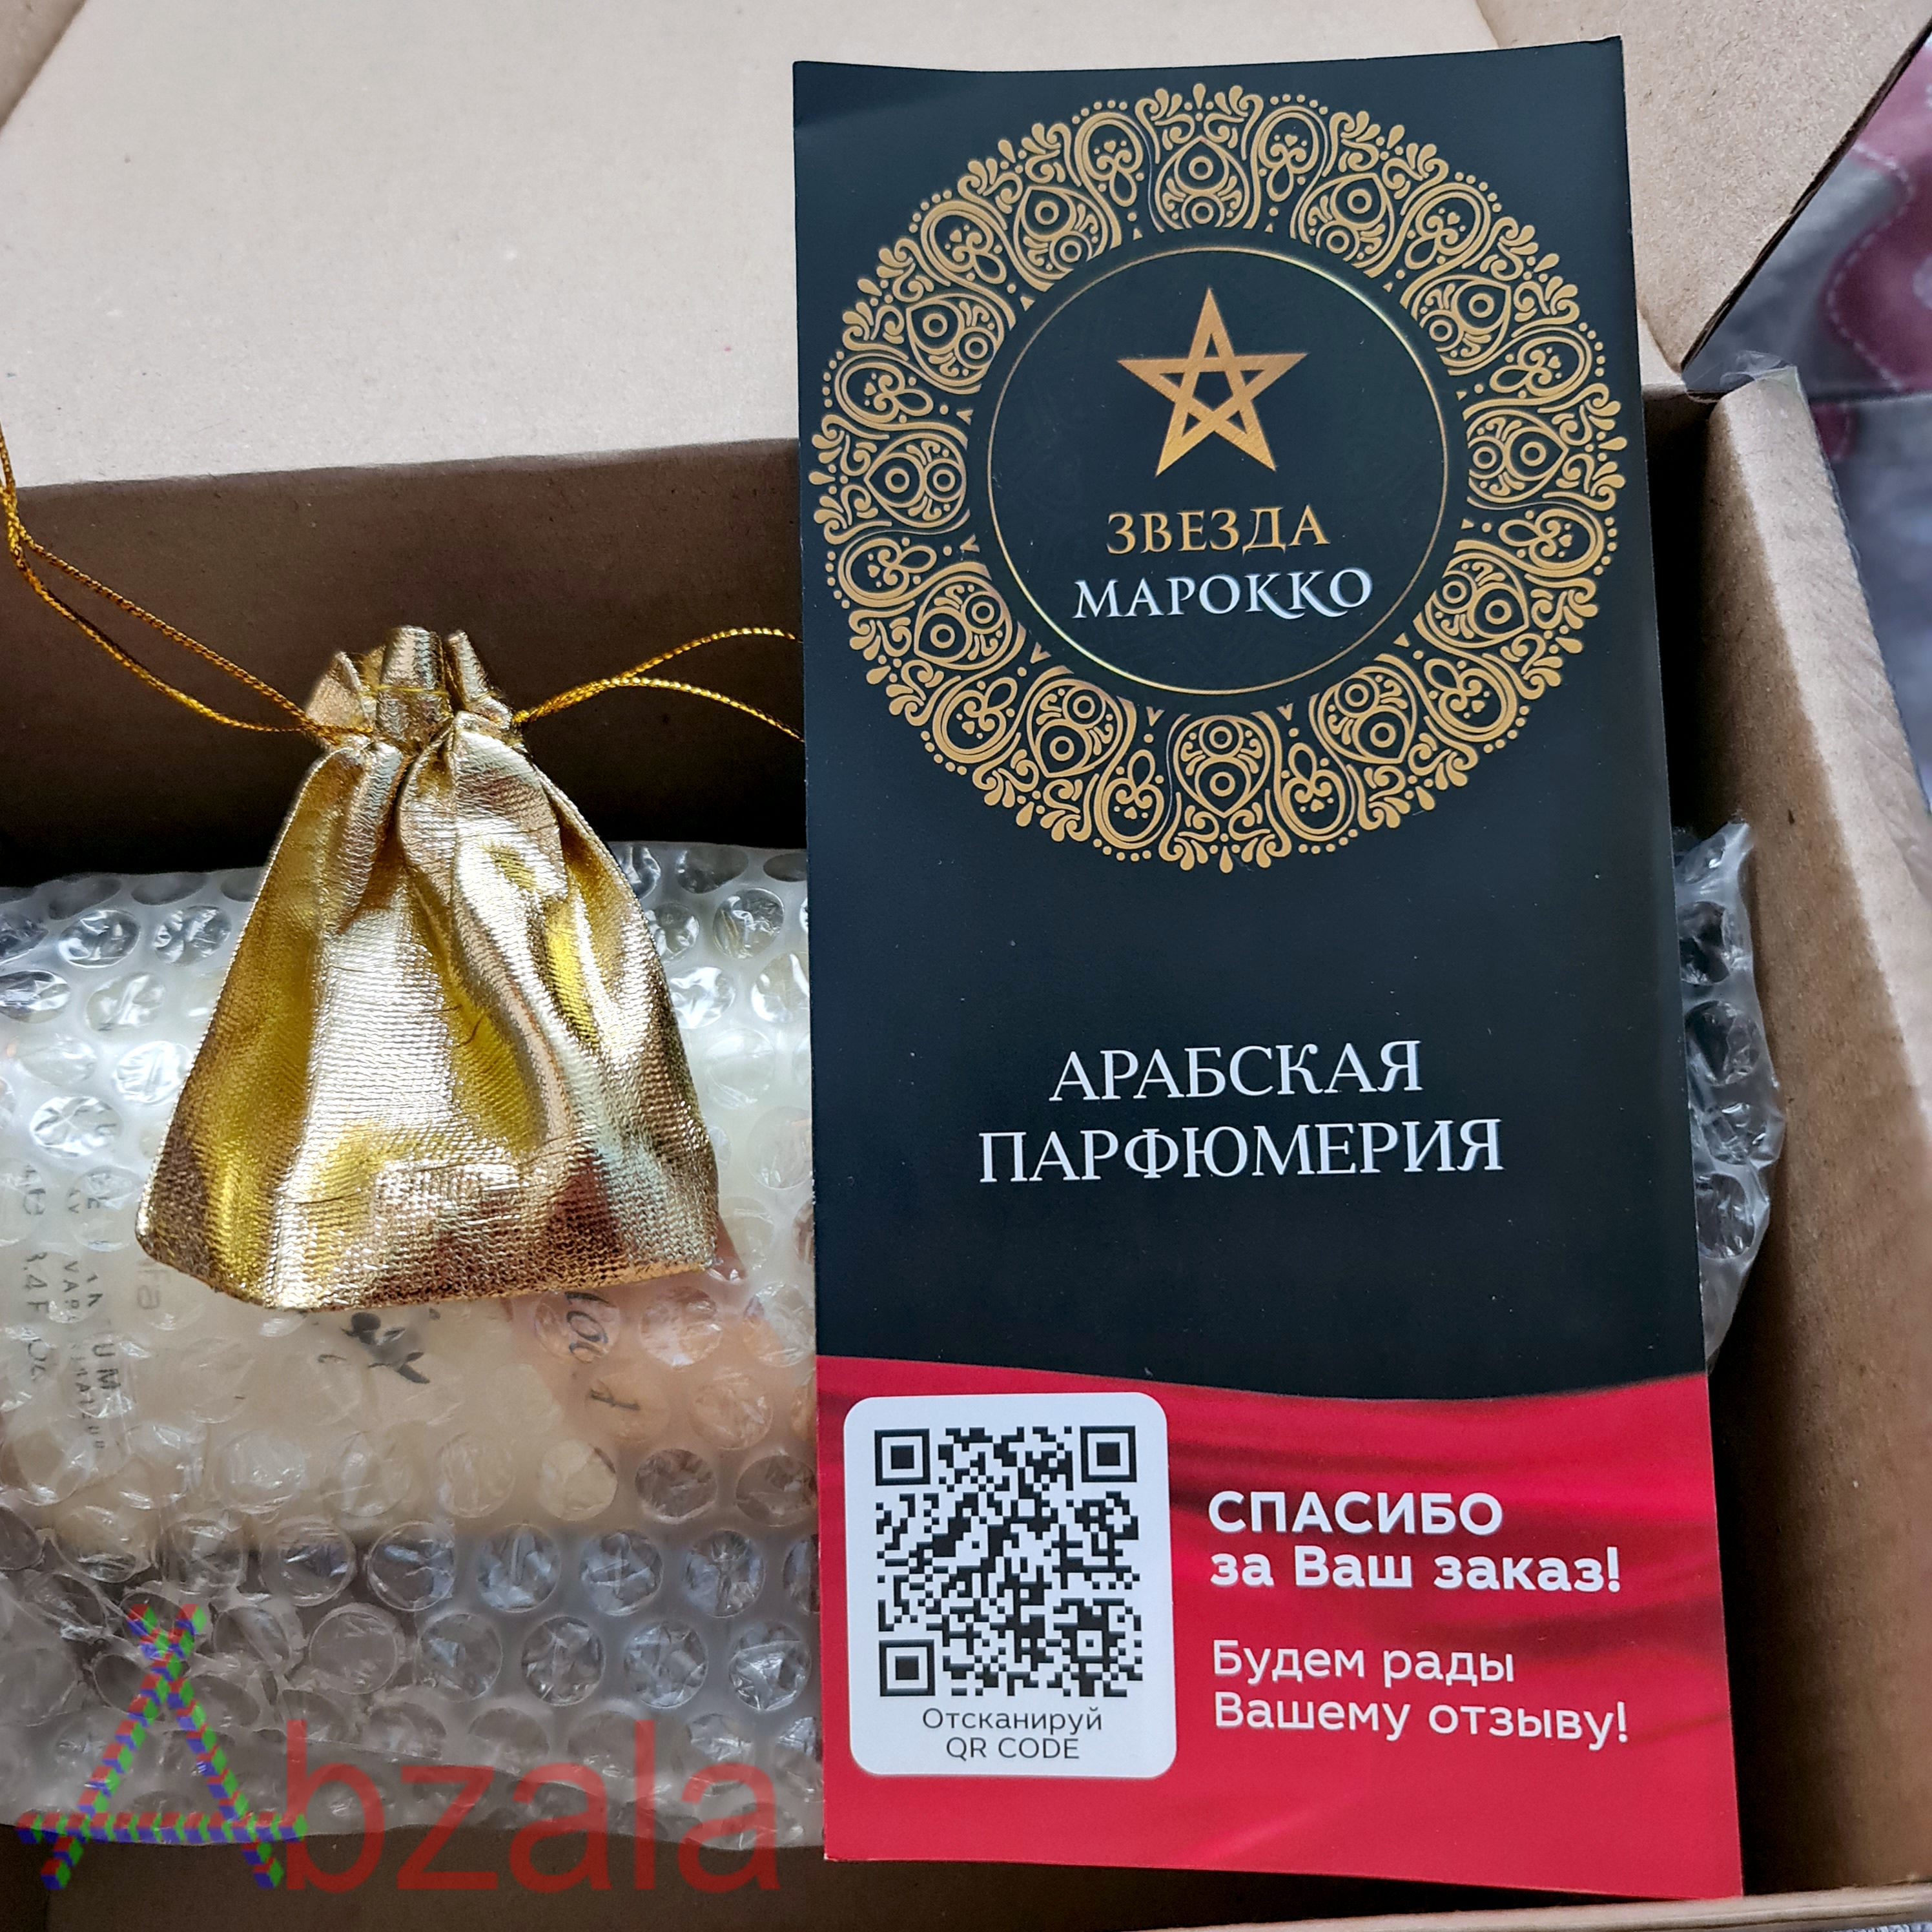 ЗВЕЗДА
МАРОККО
АРАБСКАЯ
ПАРФЮМЕРИЯ
СПАСИБО
за Ваш заказ!
Будем рады
Вашему отзыву!
Отсканируй
QR CODE
Abzala